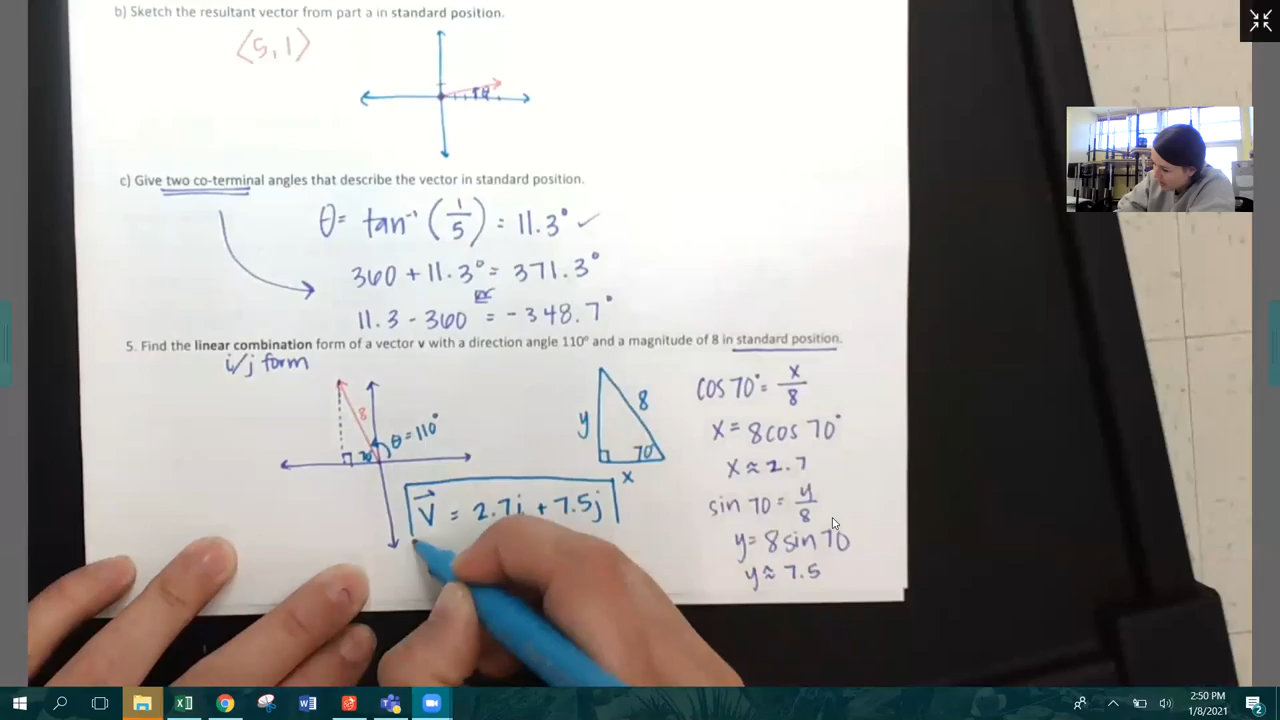 b) Sketch the resultant vector from part a in standard position.
⟨5, 1⟩
θ
c) Give two co-terminal angles that describe the vector in standard position.
θ= tan⁻¹ (1/5) = 11.3° ✓
360 + 11.3° = 371.3°
or
11.3 - 360 = -348.7°
5. Find the linear combination form of a vector v with a direction angle 110° and a magnitude of 8 in standard position.
i/j form
8
θ=110°
70
y
8
70
x
V = 2.7i + 7.5j
cos 70° = x/8
x = 8cos 70°
x ≈ 2.7
sin 70 = y/8
y= 8sin 70
y ≈ 7.5
2:50 PM
1/8/2021
2